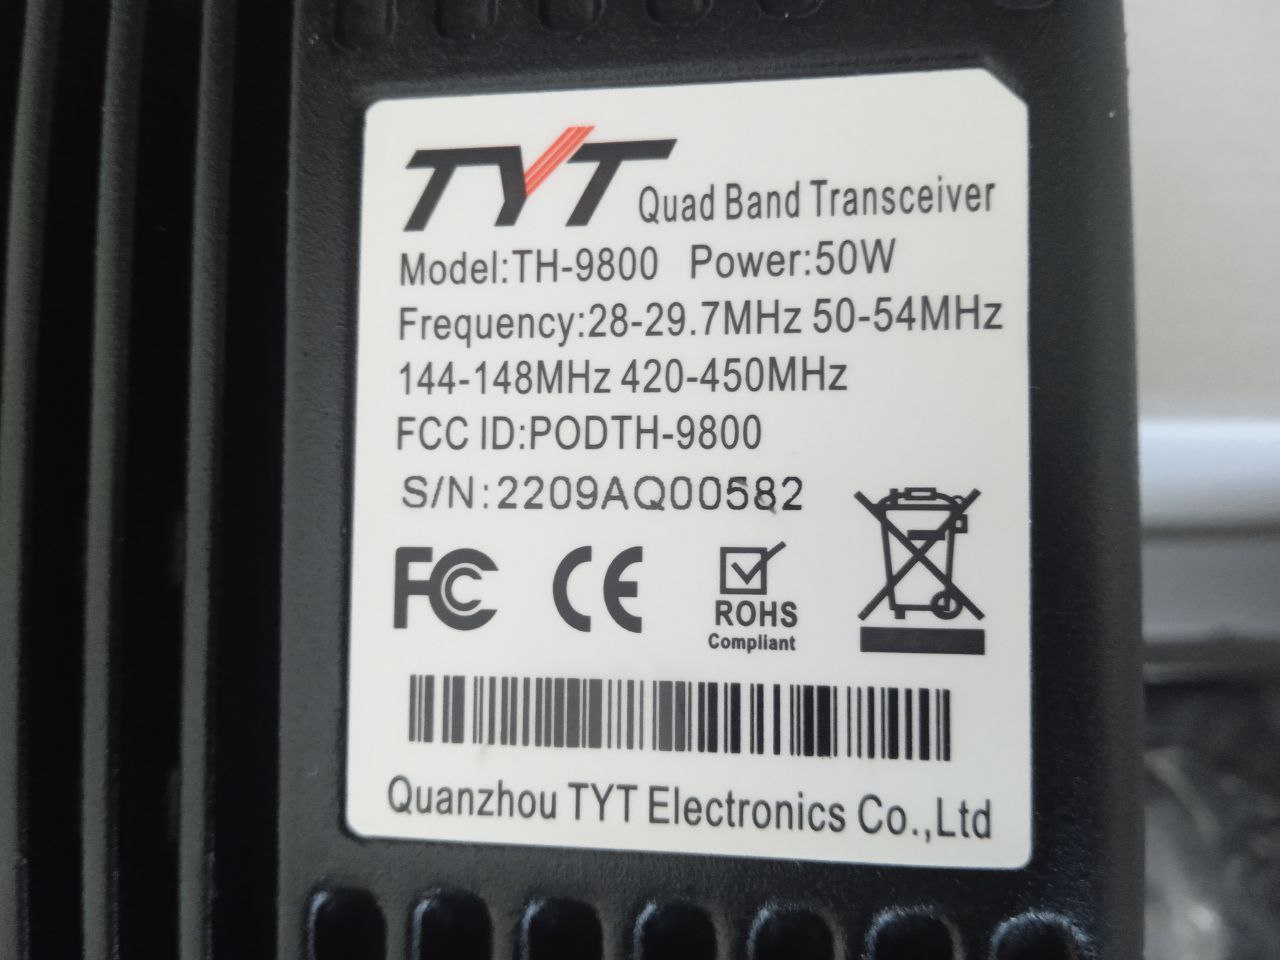 TYT Quad Band Transceiver
Model:TH-9800 Power:50W
Frequency:28-29.7MHz 50-54MHz
144-148MHz 420-450MHz
FCC ID:PODTH-9800
S/N:2209AQ00582
FC CE ROHS
Compliant
Quanzhou TYT Electronics Co.,Ltd